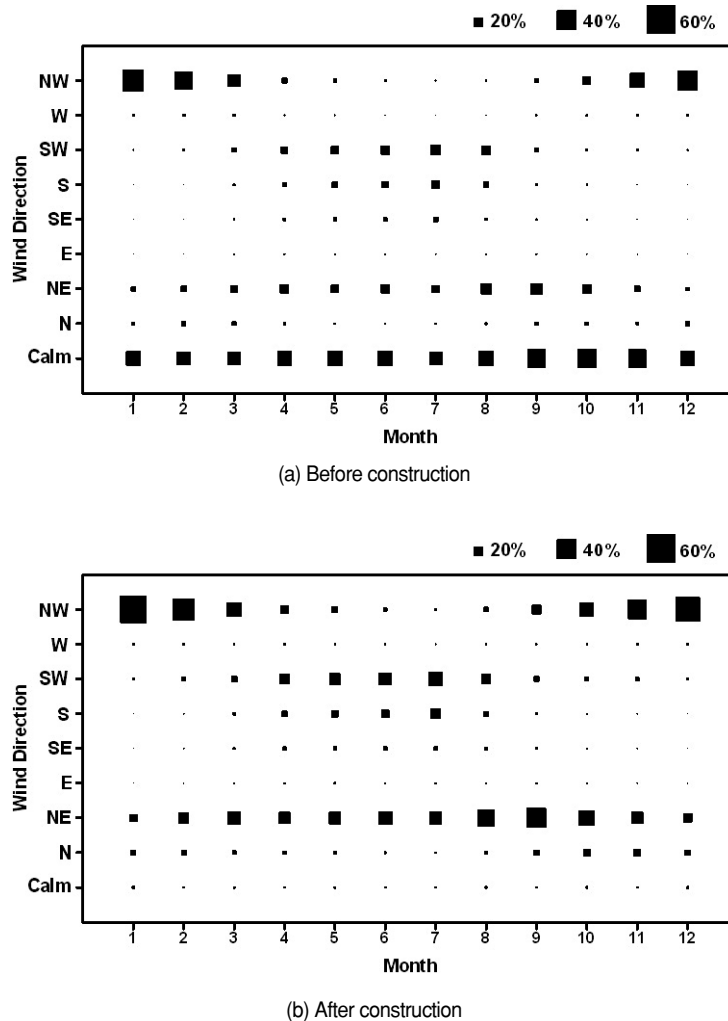 20% 40% 60%
NW
W
SW
S
SE
E
NE
N
Calm
Wind Direction
1 2 3 4 5 6 7 8 9 10 11 12
Month
(a) Before construction
20% 40% 60%
NW
W
SW
S
SE
E
NE
N
Calm
Wind Direction
1 2 3 4 5 6 7 8 9 10 11 12
Month
(b) After construction